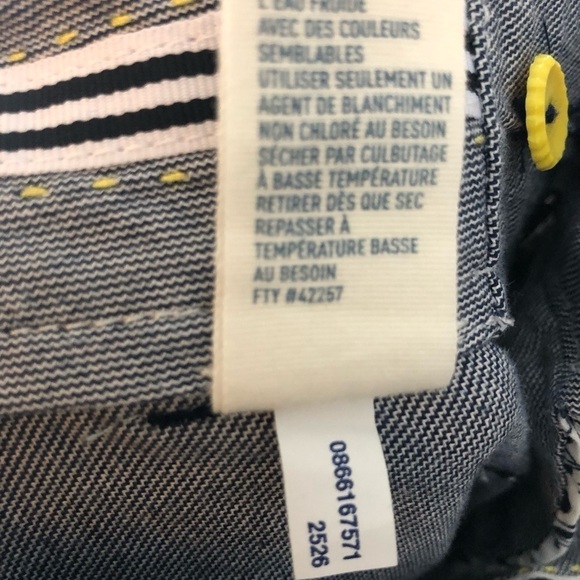 L'EAU FROIDE
AVEC DES COULEURS
SEMBLABLES
UTILISER SEULEMENT UN
AGENT DE BLANCHIMENT
NON CHLORÉ AU BESOIN
SÉCHER PAR CULBUTAGE
À BASSE TEMPÉRATURE
RETIRER DÈS QUE SEC
REPASSER À
TEMPÉRATURE BASSE
AU BESOIN
FTY #42257
0866167571
2526